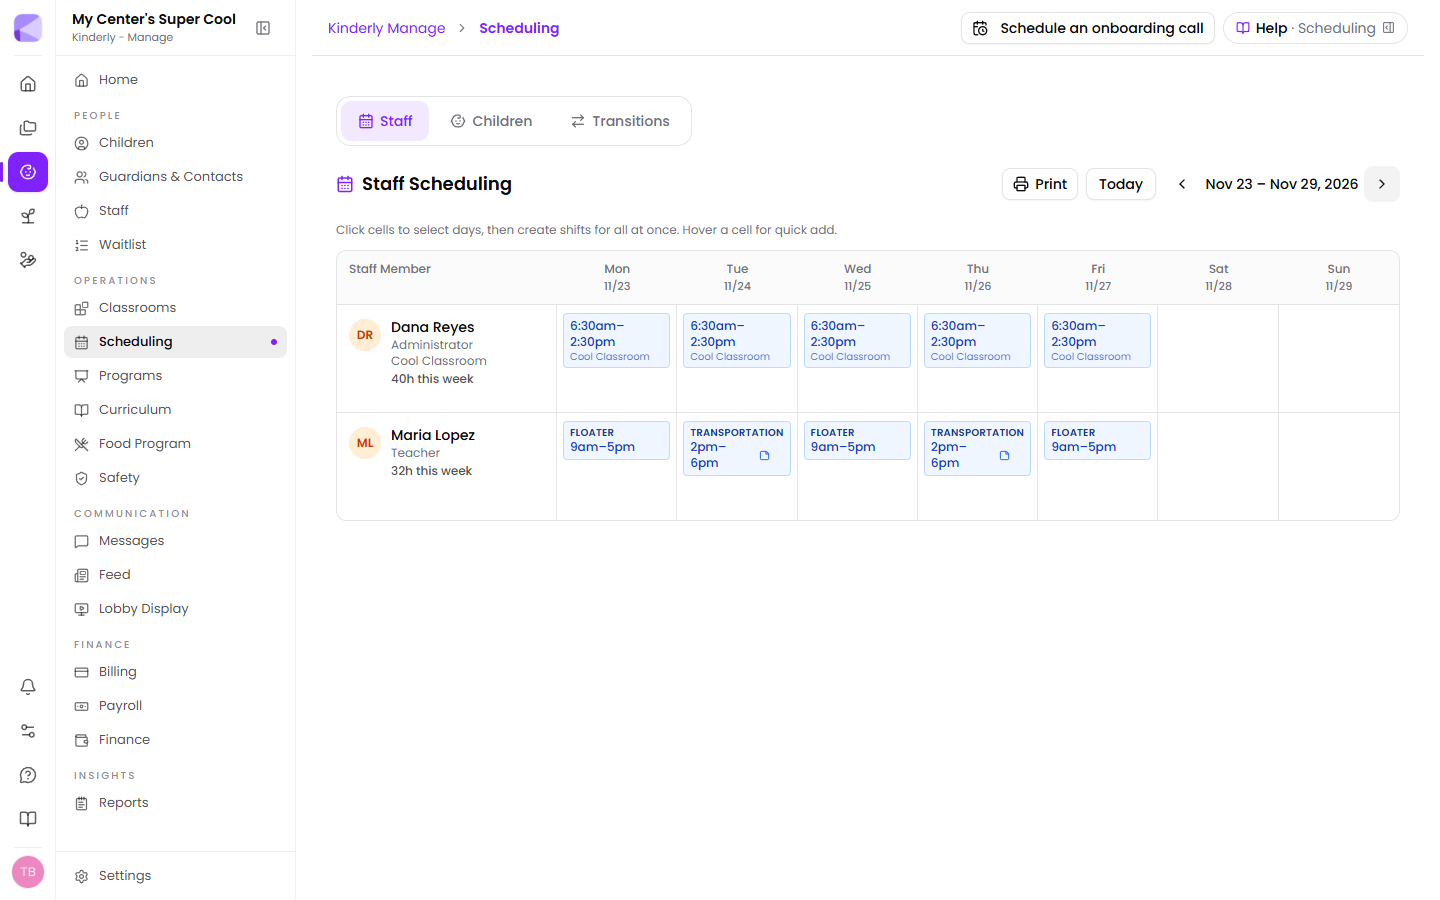 My Center's Super Cool
Kinderly - Manage
Home
PEOPLE
Children
Guardians & Contacts
Staff
Waitlist
OPERATIONS
Classrooms
Scheduling
Programs
Curriculum
Food Program
Safety
COMMUNICATION
Messages
Feed
Lobby Display
FINANCE
Billing
Payroll
Finance
INSIGHTS
Reports
Settings
TB
Kinderly Manage > Scheduling
Schedule an onboarding call
Help · Scheduling
Staff
Children
Transitions
Staff Scheduling
Print
Today
Nov 23 – Nov 29, 2026
Click cells to select days, then create shifts for all at once. Hover a cell for quick add.
Staff Member
Mon
11/23
Tue
11/24
Wed
11/25
Thu
11/26
Fri
11/27
Sat
11/28
Sun
11/29
DR
Dana Reyes
Administrator
Cool Classroom
40h this week
6:30am–
2:30pm
Cool Classroom
6:30am–
2:30pm
Cool Classroom
6:30am–
2:30pm
Cool Classroom
6:30am–
2:30pm
Cool Classroom
6:30am–
2:30pm
Cool Classroom
ML
Maria Lopez
Teacher
32h this week
FLOATER
9am–5pm
TRANSPORTATION
2pm–
6pm
FLOATER
9am–5pm
TRANSPORTATION
2pm–
6pm
FLOATER
9am–5pm